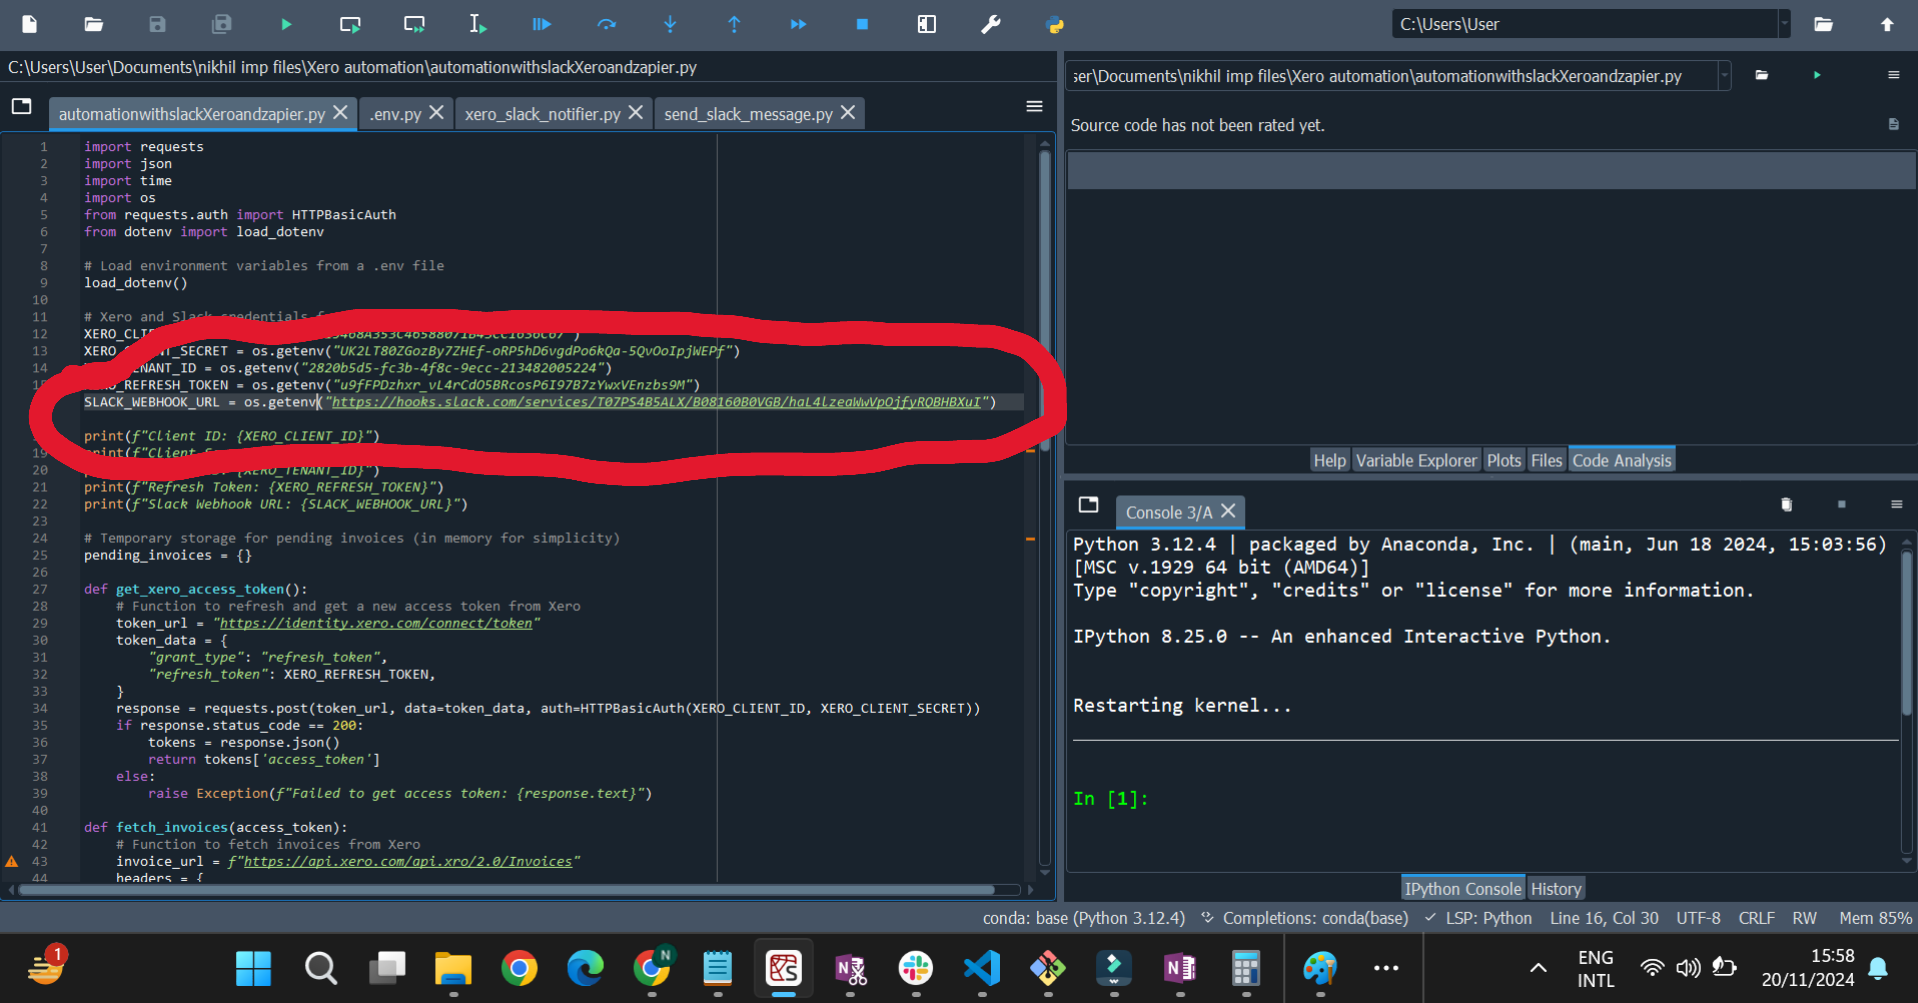 C:\Users\User
C:\Users\User\Documents\nikhil imp files\Xero automation\automationwithslackXeroandzapier.py
automationwithslackXeroandzapier.py
.env.py
xero_slack_notifier.py
send_slack_message.py
1 import requests
2 import json
3 import time
4 import os
5 from requests.auth import HTTPBasicAuth
6 from dotenv import load_dotenv
7
8 # Load environment variables from a .env file
9 load_dotenv()
10
11 # Xero and Slack credentials
12 XERO_CLI
13 XERO_ NT_SECRET = os.getenv("UK2LT80ZGozBy7ZHEf-oRP5hD6vgdPo6kQa-5QvOoIpjWEPf")
14 ENANT_ID = os.getenv("2820b5d5-fc3b-4f8c-9ecc-213482005224")
O_REFRESH_TOKEN = os.getenv("u9fFPDzhxr_vL4rCdO5BRcosP6I97B7zYwxVEnzbs9M")
SLACK_WEBHOOK_URL = os.getenv("https://hooks.slack.com/services/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")
print(f"Client ID: {XERO_CLIENT_ID}")
19 print(f"Client
20 {XERO_TENANT_ID}")
21 print(f"Refresh Token: {XERO_REFRESH_TOKEN}")
22 print(f"Slack Webhook URL: {SLACK_WEBHOOK_URL}")
23
24 # Temporary storage for pending invoices (in memory for simplicity)
25 pending_invoices = {}
26
27 def get_xero_access_token():
28 # Function to refresh and get a new access token from Xero
29 token_url = "https://identity.xero.com/connect/token"
30 token_data = {
31 "grant_type": "refresh_token",
32 "refresh_token": XERO_REFRESH_TOKEN,
33 }
34 response = requests.post(token_url, data=token_data, auth=HTTPBasicAuth(XERO_CLIENT_ID, XERO_CLIENT_SECRET))
35 if response.status_code == 200:
36 tokens = response.json()
37 return tokens['access_token']
38 else:
39 raise Exception(f"Failed to get access token: {response.text}")
40
41 def fetch_invoices(access_token):
42 # Function to fetch invoices from Xero
43 invoice_url = f"https://api.xero.com/api.xro/2.0/Invoices"
44 headers = {
ser\Documents\nikhil imp files\Xero automation\automationwithslackXeroandzapier.py
Source code has not been rated yet.
Help Variable Explorer Plots Files Code Analysis
Console 3/A
Python 3.12.4 | packaged by Anaconda, Inc. | (main, Jun 18 2024, 15:03:56)
[MSC v.1929 64 bit (AMD64)]
Type "copyright", "credits" or "license" for more information.
IPython 8.25.0 -- An enhanced Interactive Python.
Restarting kernel...
In [1]:
IPython Console History
conda: base (Python 3.12.4) Completions: conda(base) LSP: Python Line 16, Col 30 UTF-8 CRLF RW Mem 85%
1
N
ENG
INTL
15:58
20/11/2024